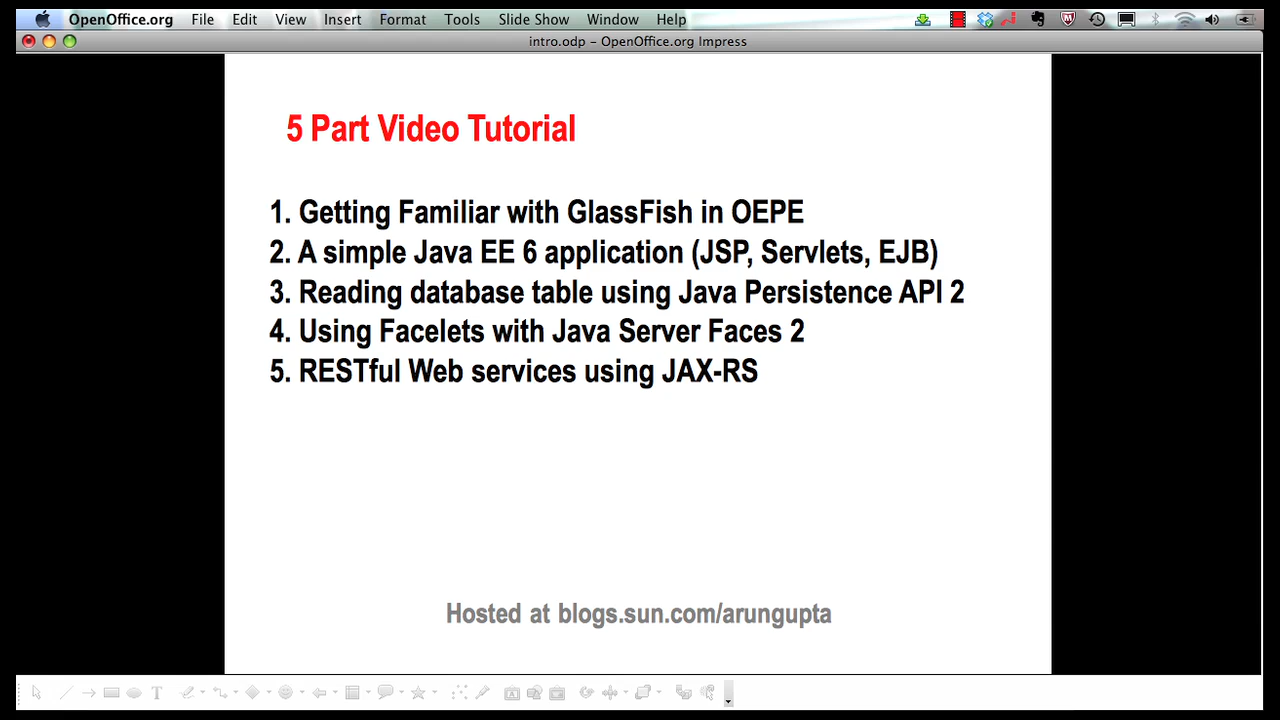 OpenOffice.org File Edit View Insert Format Tools Slide Show Window Help
intro.odp – OpenOffice.org Impress
5 Part Video Tutorial
1. Getting Familiar with GlassFish in OEPE
2. A simple Java EE 6 application (JSP, Servlets, EJB)
3. Reading database table using Java Persistence API 2
4. Using Facelets with Java Server Faces 2
5. RESTful Web services using JAX-RS
Hosted at blogs.sun.com/arungupta